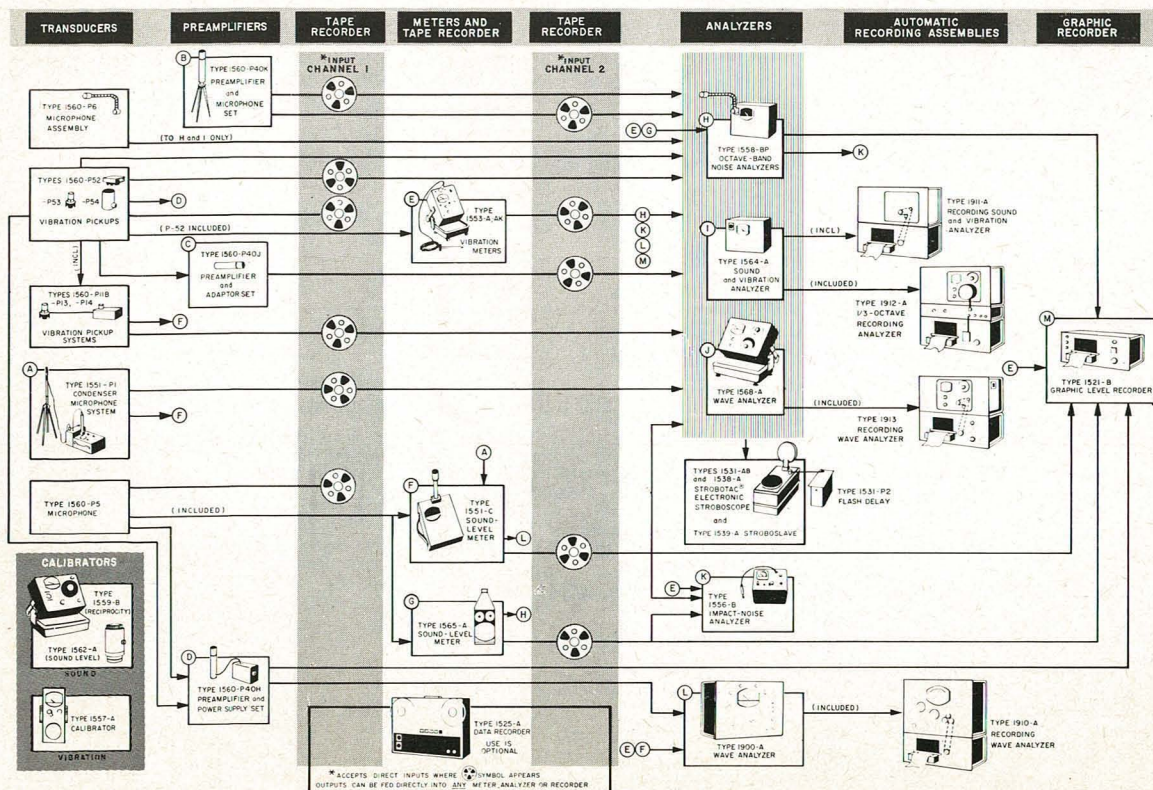 TRANSDUCERS
PREAMPLIFIERS
TAPE
RECORDER
METERS AND
TAPE RECORDER
TAPE
RECORDER
ANALYZERS
AUTOMATIC
RECORDING ASSEMBLIES
GRAPHIC
RECORDER
*INPUT
CHANNEL 1
*INPUT
CHANNEL 2
B
TYPE 1560-P40K
PREAMPLIFIER
and
MICROPHONE
SET
TYPE 1560-P6
MICROPHONE
ASSEMBLY
(TO H and I ONLY)
E G
H
TYPE 1558-BP
OCTAVE-BAND
NOISE ANALYZERS
K
TYPES 1560-P52
-P53 -P54
VIBRATION PICKUPS
D
(P-52 INCLUDED)
(INCL)
E
TYPE
1553-A,AK
VIBRATION
METERS
H
K
L
M
I
TYPE 1564-A
SOUND
and VIBRATION
ANALYZER
(INCL)
TYPE 1911-A
RECORDING SOUND
and VIBRATION
ANALYZER
C
TYPE 1560-P40J
PREAMPLIFIER
and
ADAPTOR SET
(INCLUDED)
TYPE 1912-A
1/3-OCTAVE
RECORDING
ANALYZER
TYPES 1560-P11B
-P13, -P14
VIBRATION PICKUP
SYSTEMS
F
J
TYPE 1568-A
WAVE ANALYZER
(INCLUDED)
TYPE 1913
RECORDING
WAVE ANALYZER
M
E
TYPE 1521-B
GRAPHIC LEVEL RECORDER
A
TYPE 1551-P1
CONDENSER
MICROPHONE
SYSTEM
F
TYPE 1560-P5
MICROPHONE
(INCLUDED)
A
F
TYPE
1551-C
SOUND-
LEVEL
METER
L
TYPES 1531-AB
and 1538-A
STROBOTAC®
ELECTRONIC
STROBOSCOPE
and
TYPE 1539-A STROBOSLAVE
TYPE 1531-P2
FLASH DELAY
G
TYPE 1565-A
SOUND-LEVEL
METER
H
K
E
TYPE
1556-B
IMPACT-NOISE
ANALYZER
CALIBRATORS
TYPE
1559-B
(RECIPROCITY)
TYPE 1562-A
(SOUND LEVEL)
SOUND
TYPE 1557-A
CALIBRATOR
VIBRATION
D
TYPE 1560-P40H
PREAMPLIFIER and
POWER SUPPLY SET
TYPE 1525-A
DATA RECORDER
USE IS
OPTIONAL
*ACCEPTS DIRECT INPUTS WHERE SYMBOL APPEARS
OUTPUTS CAN BE FED DIRECTLY INTO ANY METER, ANALYZER OR RECORDER
L
E F
TYPE 1900-A
WAVE ANALYZER
(INCLUDED)
TYPE 1910-A
RECORDING
WAVE ANALYZER